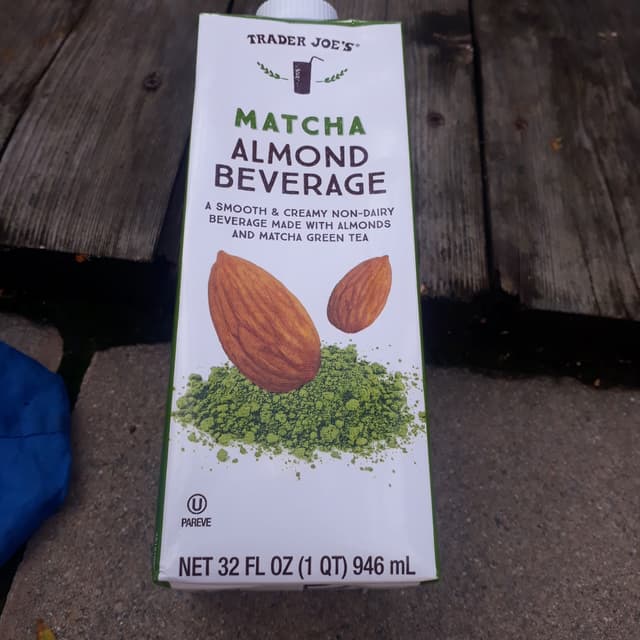 TRADER JOE'S®
MATCHA
ALMOND
BEVERAGE
A SMOOTH & CREAMY NON-DAIRY
BEVERAGE MADE WITH ALMONDS
AND MATCHA GREEN TEA
U
PAREVE
NET 32 FL OZ (1 QT) 946 mL